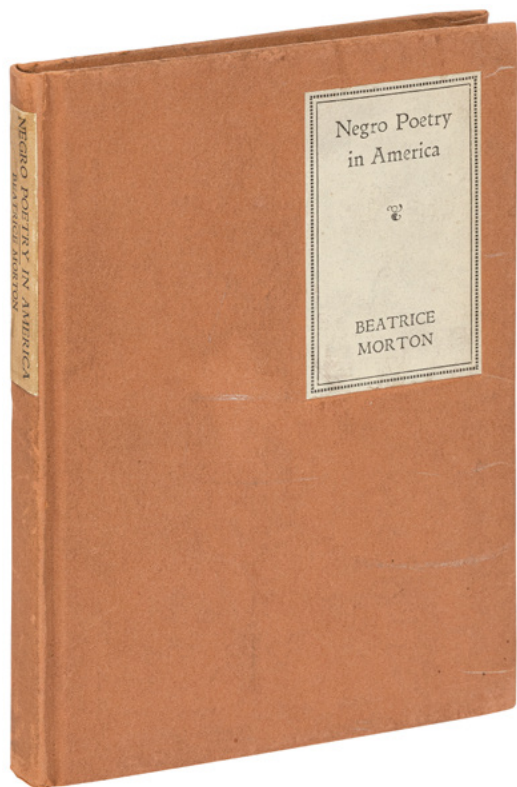 Negro Poetry
in America
BEATRICE
MORTON
NEGRO POETRY IN AMERICA
BEATRICE MORTON